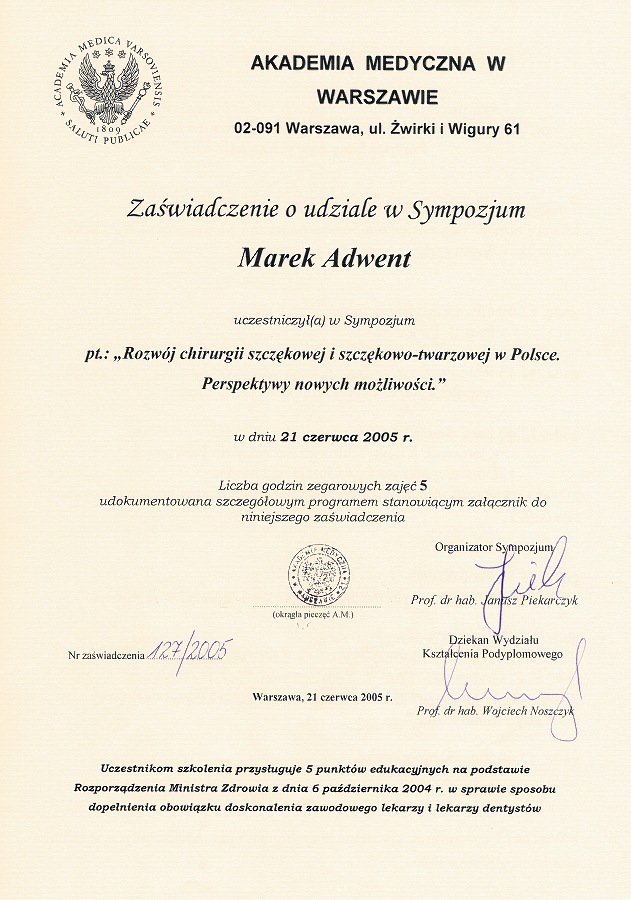 ACADEMIA MEDICA VARSOVIENSIS
1809
SALUTI PUBLICAE
AKADEMIA MEDYCZNA W
WARSZAWIE
02-091 Warszawa, ul. Żwirki i Wigury 61
Zaświadczenie o udziale w Sympozjum
Marek Adwent
uczestniczył(a) w Sympozjum
pt.: „Rozwój chirurgii szczękowej i szczękowo-twarzowej w Polsce.
Perspektywy nowych możliwości.”
w dniu 21 czerwca 2005 r.
Liczba godzin zegarowych zajęć 5
udokumentowana szczegółowym programem stanowiącym załącznik do
niniejszego zaświadczenia
Organizator Sympozjum
Prof. dr hab. Janusz Piekarczyk
(okrągła pieczęć A.M.)
Dziekan Wydziału
Kształcenia Podyplomowego
Nr zaświadczenia 127/2005
Warszawa, 21 czerwca 2005 r.
Prof. dr hab. Wojciech Noszczyk
Uczestnikom szkolenia przysługuje 5 punktów edukacyjnych na podstawie
Rozporządzenia Ministra Zdrowia z dnia 6 października 2004 r. w sprawie sposobu
dopełnienia obowiązku doskonalenia zawodowego lekarzy i lekarzy dentystów